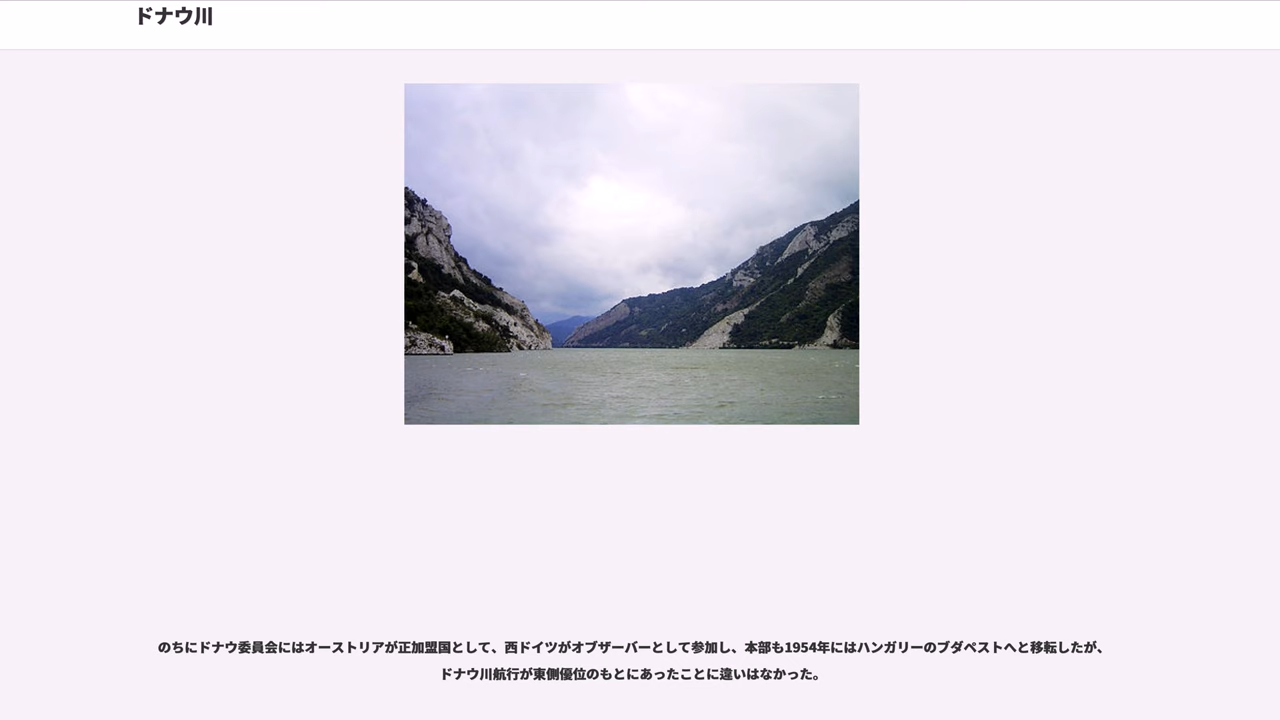 ドナウ川
のちにドナウ委員会にはオーストリアが正加盟国として、西ドイツがオブザーバーとして参加し、本部も1954年にはハンガリーのブダペストへと移転したが、
ドナウ川航行が東側優位のもとにあったことに違いはなかった。